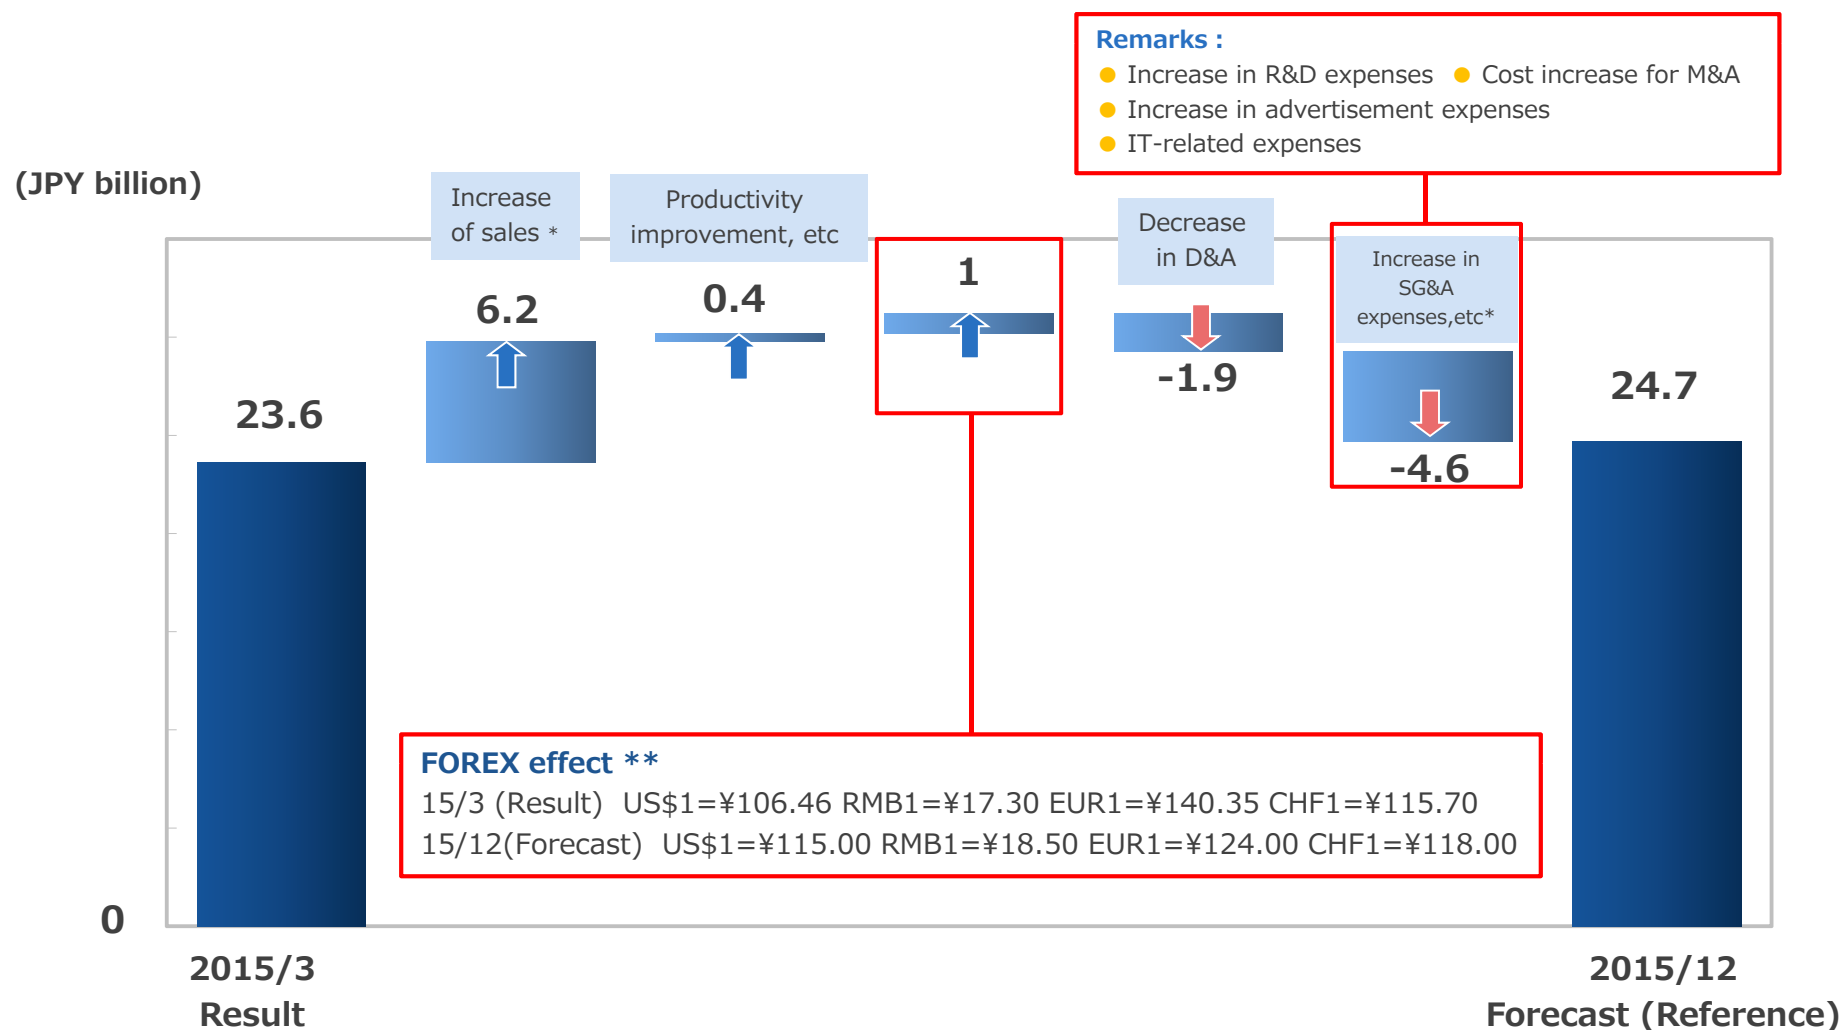 Remarks :
● Increase in R&D expenses ● Cost increase for M&A
● Increase in advertisement expenses
● IT-related expenses
(JPY billion)
Increase
of sales *
Productivity
improvement, etc
Decrease
in D&A
Increase in
SG&A
expenses,etc*
23.6
6.2
0.4
1
-1.9
-4.6
24.7
FOREX effect **
15/3 (Result) US$1=¥106.46 RMB1=¥17.30 EUR1=¥140.35 CHF1=¥115.70
15/12(Forecast) US$1=¥115.00 RMB1=¥18.50 EUR1=¥124.00 CHF1=¥118.00
0
2015/3
Result
2015/12
Forecast (Reference)